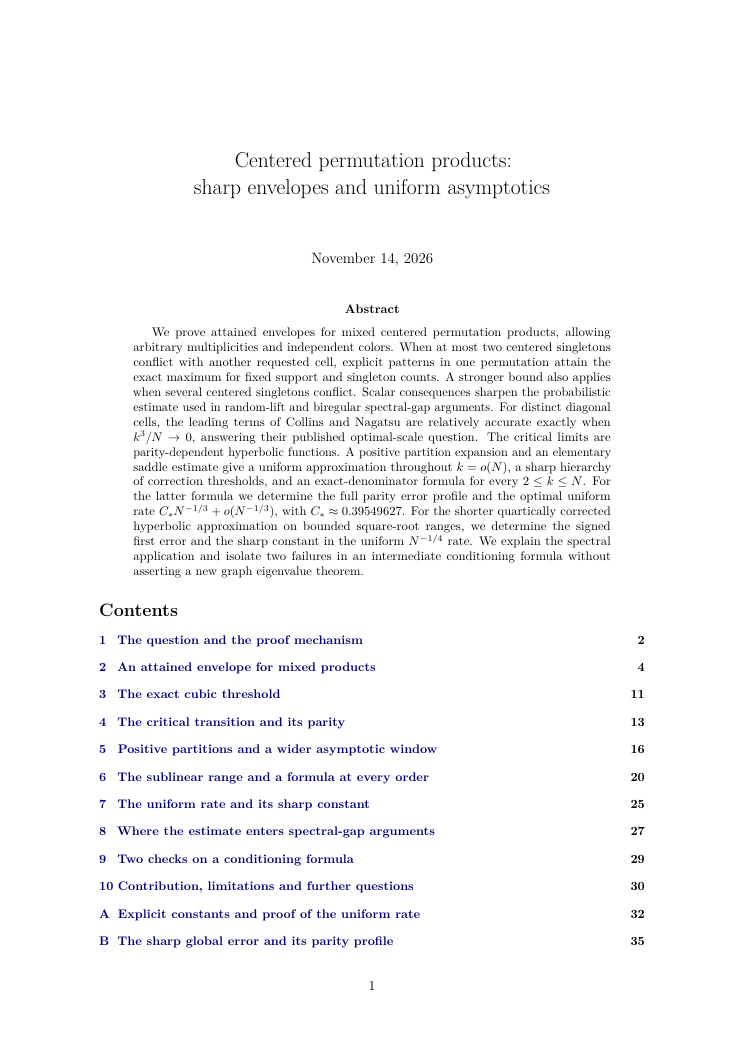 Centered permutation products:
sharp envelopes and uniform asymptotics
November 14, 2026
Abstract
We prove attained envelopes for mixed centered permutation products, allowing
arbitrary multiplicities and independent colors. When at most two centered singletons
conflict with another requested cell, explicit patterns in one permutation attain the
exact maximum for fixed support and singleton counts. A stronger bound also applies
when several centered singletons conflict. Scalar consequences sharpen the probabilistic
estimate used in random-lift and biregular spectral-gap arguments. For distinct diagonal
cells, the leading terms of Collins and Nagatsu are relatively accurate exactly when
k³/N → 0, answering their published optimal-scale question. The critical limits are
parity-dependent hyperbolic functions. A positive partition expansion and an elementary
saddle estimate give a uniform approximation throughout k = o(N), a sharp hierarchy
of correction thresholds, and an exact-denominator formula for every 2 ≤ k ≤ N. For
the latter formula we determine the full parity error profile and the optimal uniform
rate C∗N⁻¹/³ + o(N⁻¹/³), with C∗ ≈ 0.39549627. For the shorter quartically corrected
hyperbolic approximation on bounded square-root ranges, we determine the signed
first error and the sharp constant in the uniform N⁻¹/⁴ rate. We explain the spectral
application and isolate two failures in an intermediate conditioning formula without
asserting a new graph eigenvalue theorem.
Contents
1 The question and the proof mechanism 2
2 An attained envelope for mixed products 4
3 The exact cubic threshold 11
4 The critical transition and its parity 13
5 Positive partitions and a wider asymptotic window 16
6 The sublinear range and a formula at every order 20
7 The uniform rate and its sharp constant 25
8 Where the estimate enters spectral-gap arguments 27
9 Two checks on a conditioning formula 29
10 Contribution, limitations and further questions 30
A Explicit constants and proof of the uniform rate 32
B The sharp global error and its parity profile 35
1